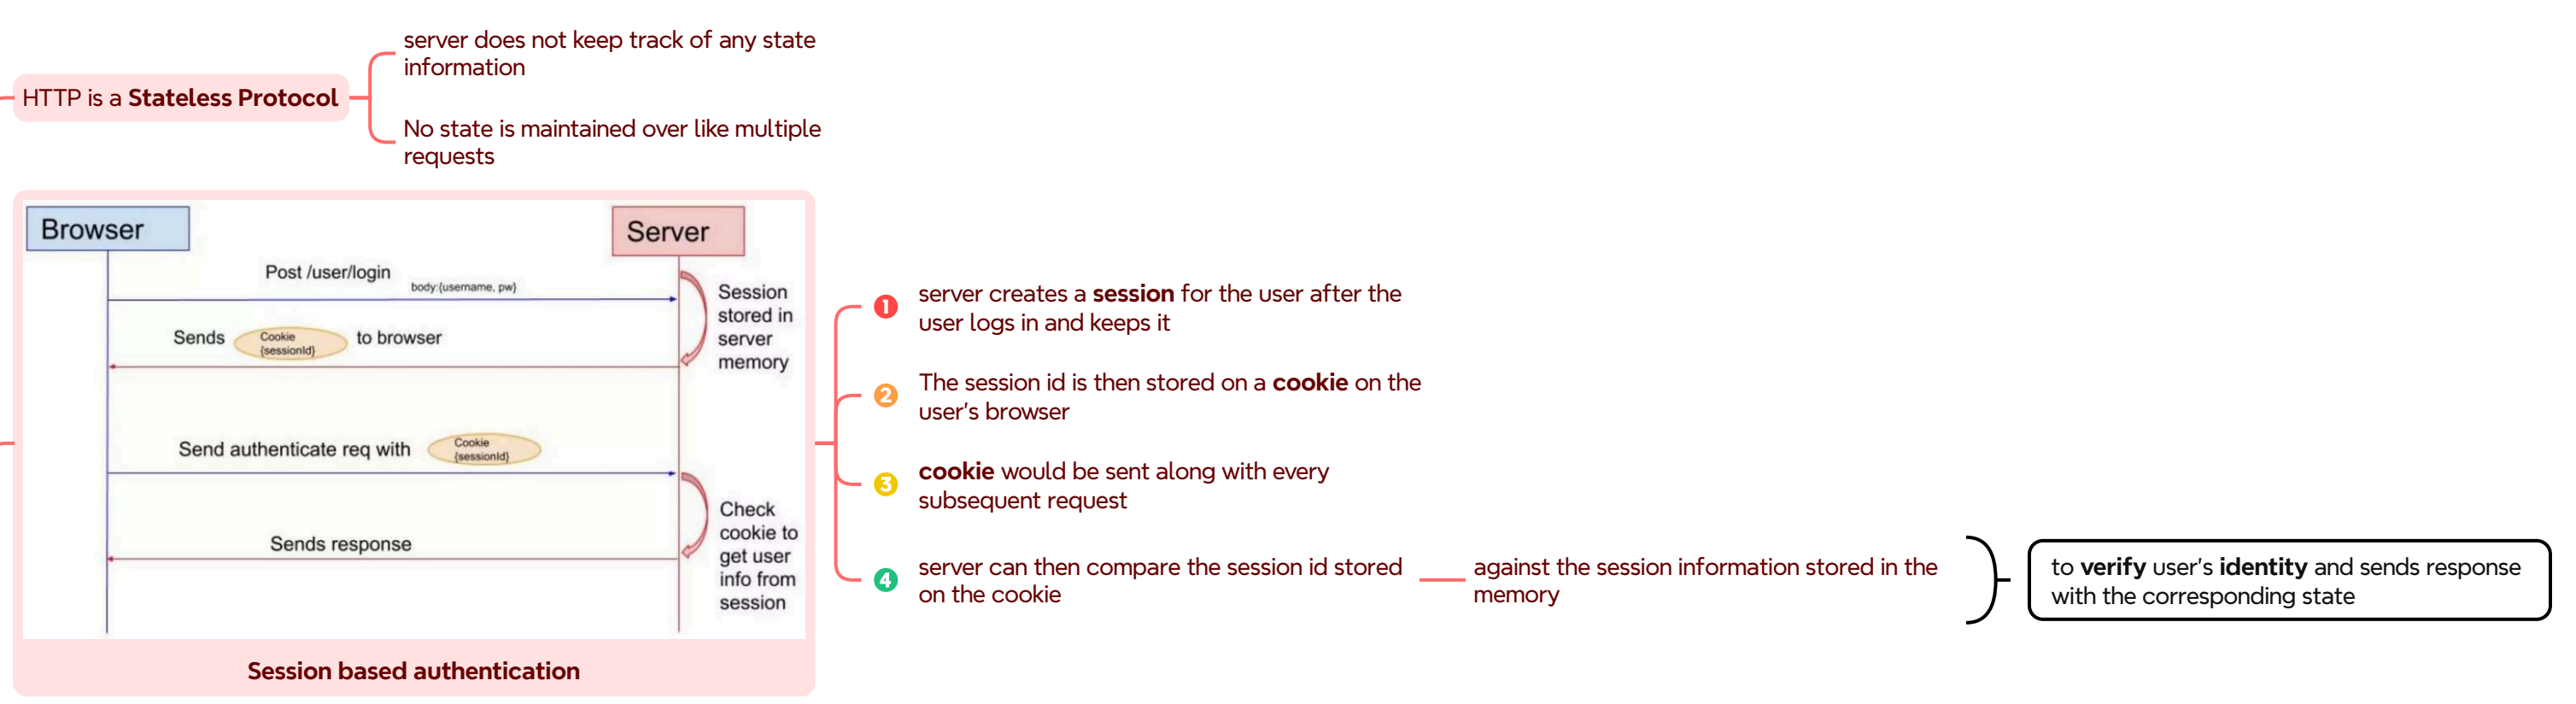 server does not keep track of any state
information
HTTP is a Stateless Protocol
No state is maintained over like multiple
requests
Browser
Server
Post /user/login
body:{username, pw}
Session
stored in
server
memory
Sends
Cookie
{sessionId}
to browser
Send authenticate req with
Cookie
{sessionId}
Check
cookie to
get user
info from
session
Sends response
Session based authentication
1 server creates a session for the user after the
user logs in and keeps it
2 The session id is then stored on a cookie on the
user's browser
3 cookie would be sent along with every
subsequent request
4 server can then compare the session id stored
on the cookie
against the session information stored in the
memory
to verify user's identity and sends response
with the corresponding state